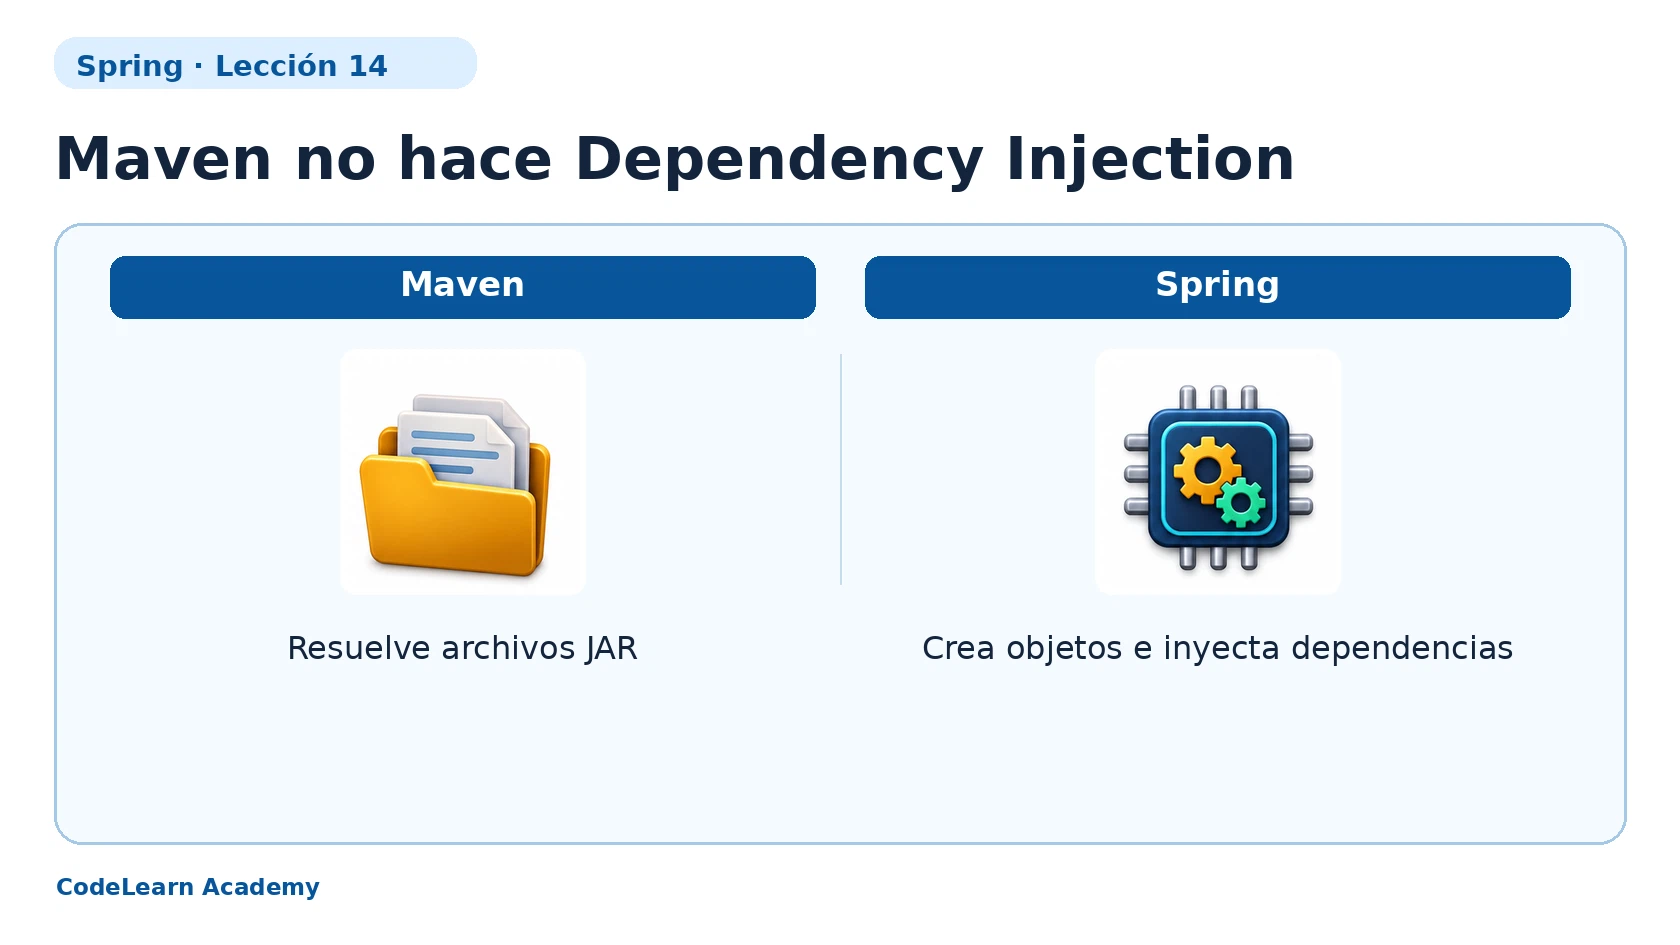 Spring · Lección 14
Maven no hace Dependency Injection
Maven
Spring
Resuelve archivos JAR
Crea objetos e inyecta dependencias
CodeLearn Academy